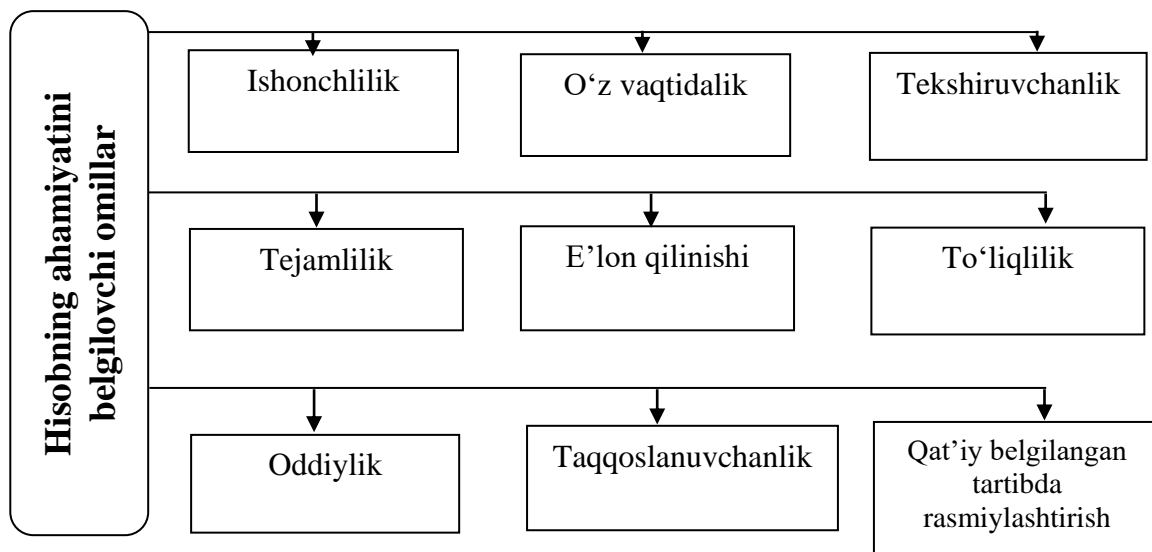 Hisobning ahamiyatini
belgilovchi omillar
Ishonchlilik
O‘z vaqtidalik
Tekshiruvchanlik
Tejamlilik
E’lon qilinishi
To‘liqlilik
Oddiylik
Taqqoslanuvchanlik
Qat’iy belgilangan
tartibda
rasmiylashtirish